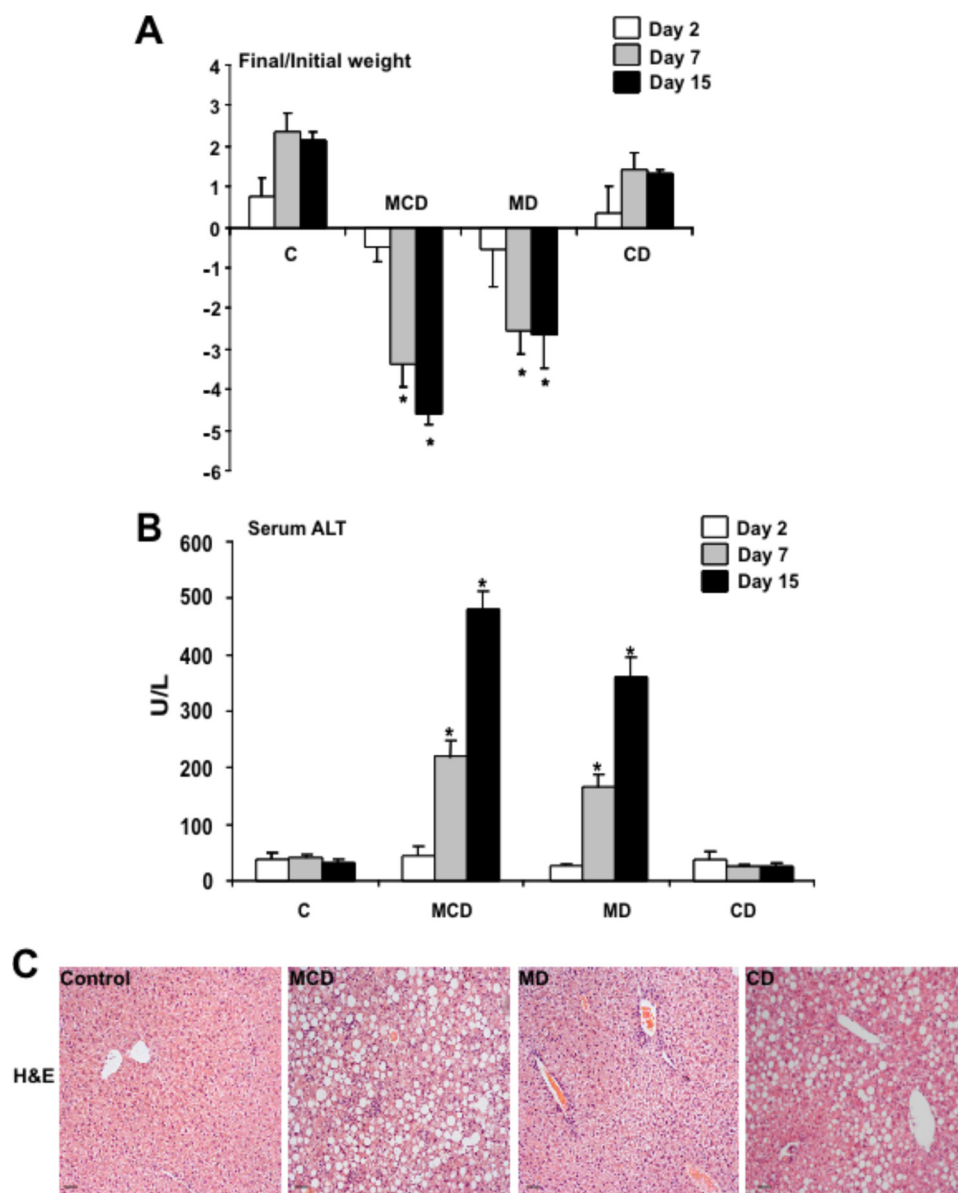 A
Day 2
Day 7
Day 15
Final/Initial weight
4
3
2
1
0
-1
-2
-3
-4
-5
-6
C
MCD
MD
CD
*
*
*
*
B
Serum ALT
Day 2
Day 7
Day 15
U/L
600
500
400
300
200
100
0
*
*
*
*
C MCD MD CD
C
Control MCD MD CD
H&E